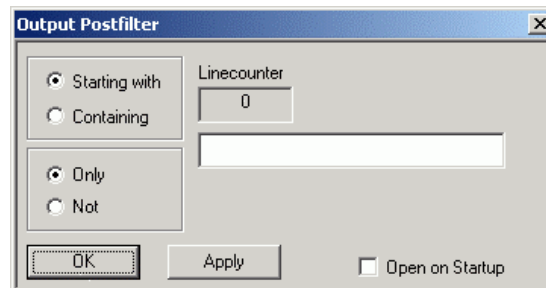 Output Postfilter
Starting with
Containing
Linecounter
0
Only
Not
OK
Apply
Open on Startup